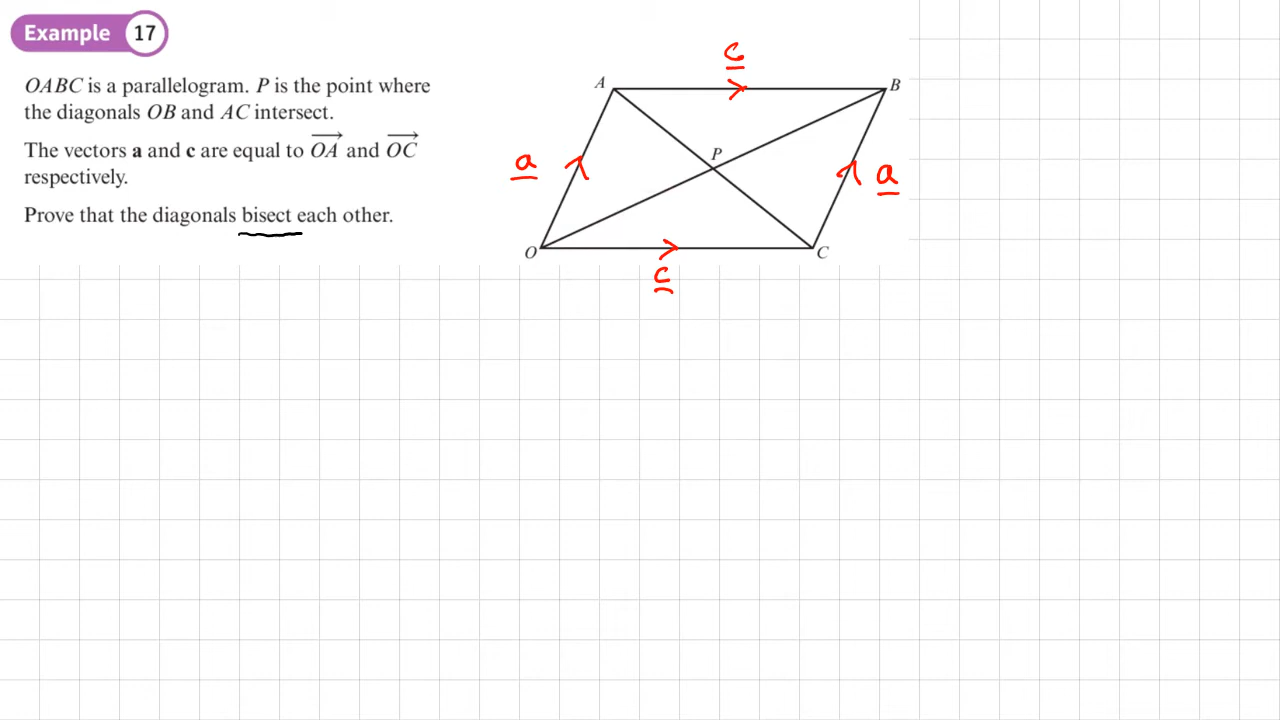 Example 17
OABC is a parallelogram. P is the point where
the diagonals OB and AC intersect.
The vectors a and c are equal to OA and OC
respectively.
Prove that the diagonals bisect each other.
c
A
B
P
a
a
O
C
c